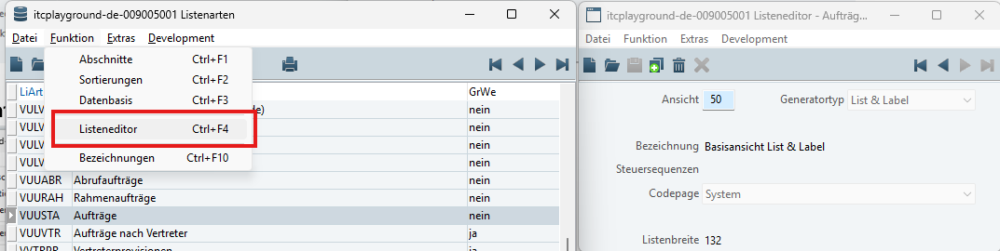 itcplayground-de-009005001 Listenarten
Datei Funktion Extras Development
Abschnitte Ctrl+F1
Sortierungen Ctrl+F2
Datenbasis Ctrl+F3
Listeneditor Ctrl+F4
Bezeichnungen Ctrl+F10
LiArt GrWe
VULV de) nein
VULV nein
VULV nein
VULV nein
VUUABR Abrufaufträge nein
VUURAH Rahmenaufträge nein
VUUSTA Aufträge nein
VUUVTR Aufträge nach Vertreter ja
VVTPRP Vertreterprovisionen ja
itcplayground-de-009005001 Listeneditor - Aufträg...
Datei Funktion Extras Development
Ansicht 50 Generatortyp List & Label
Bezeichnung Basisansicht List & Label
Steuersequenzen
Codepage System
Listenbreite 132